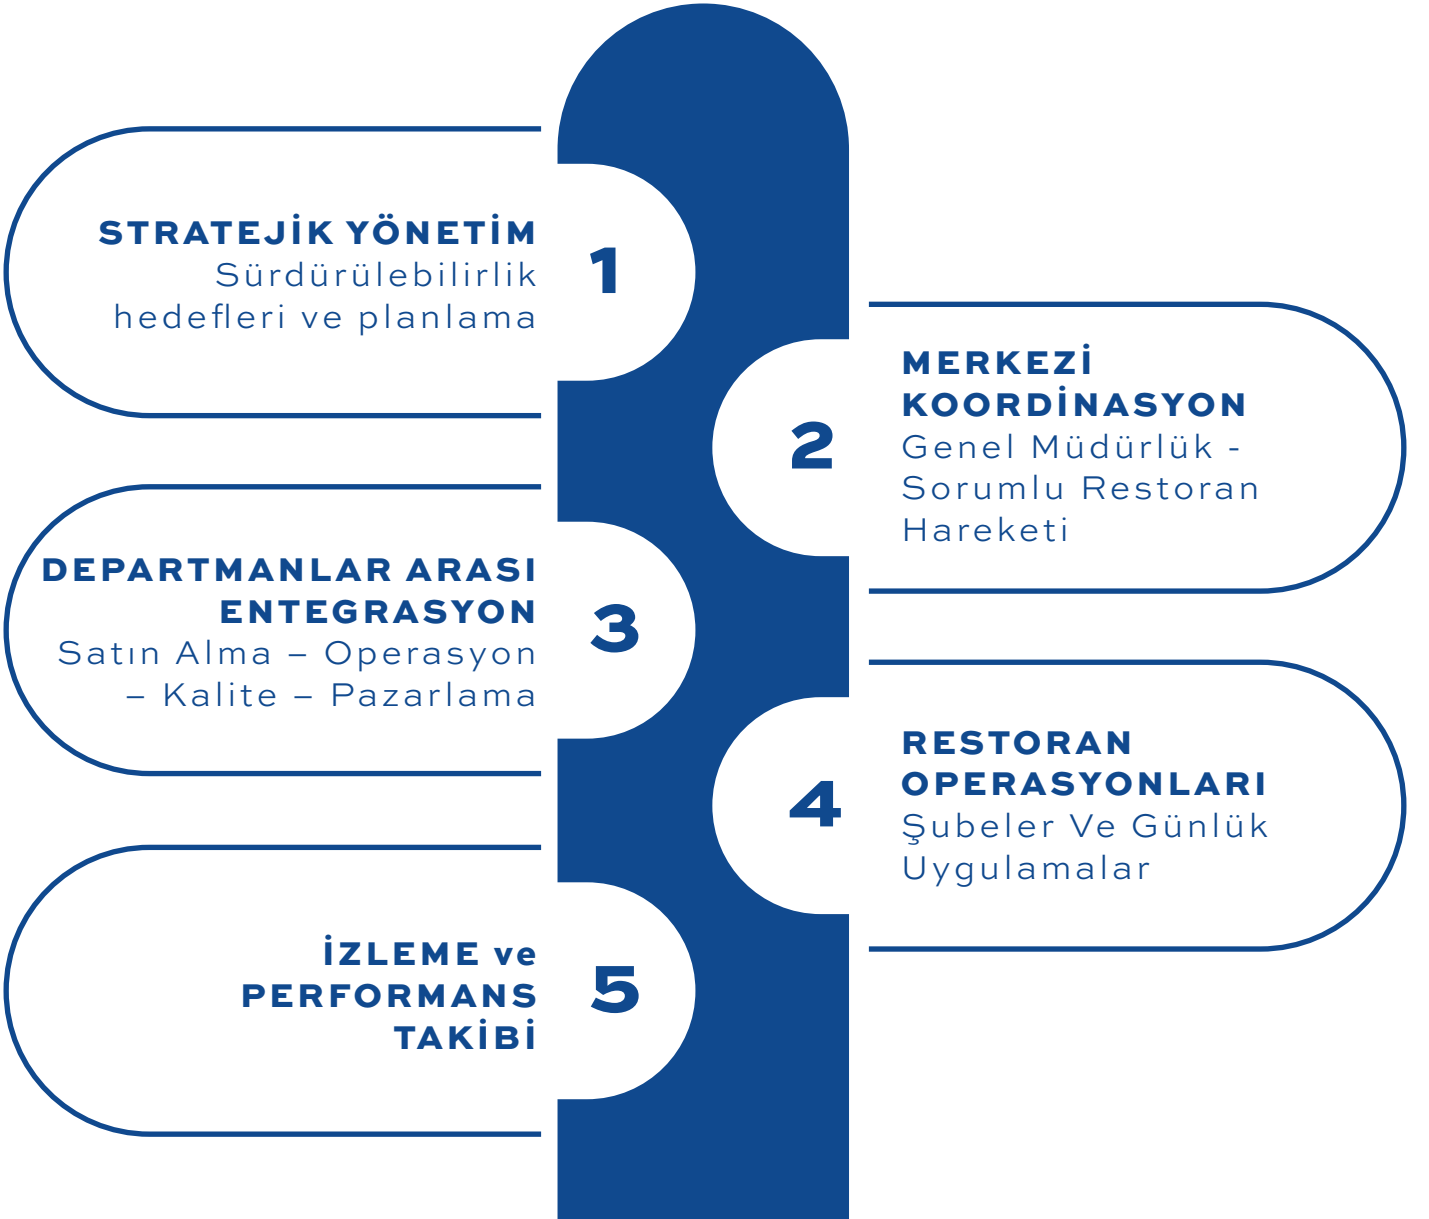 1
STRATEJİK YÖNETİM
Sürdürülebilirlik
hedefleri ve planlama
2
MERKEZİ
KOORDİNASYON
Genel Müdürlük -
Sorumlu Restoran
Hareketi
3
DEPARTMANLAR ARASI
ENTEGRASYON
Satın Alma – Operasyon
– Kalite – Pazarlama
4
RESTORAN
OPERASYONLARI
Şubeler Ve Günlük
Uygulamalar
5
İZLEME ve
PERFORMANS
TAKİBİ